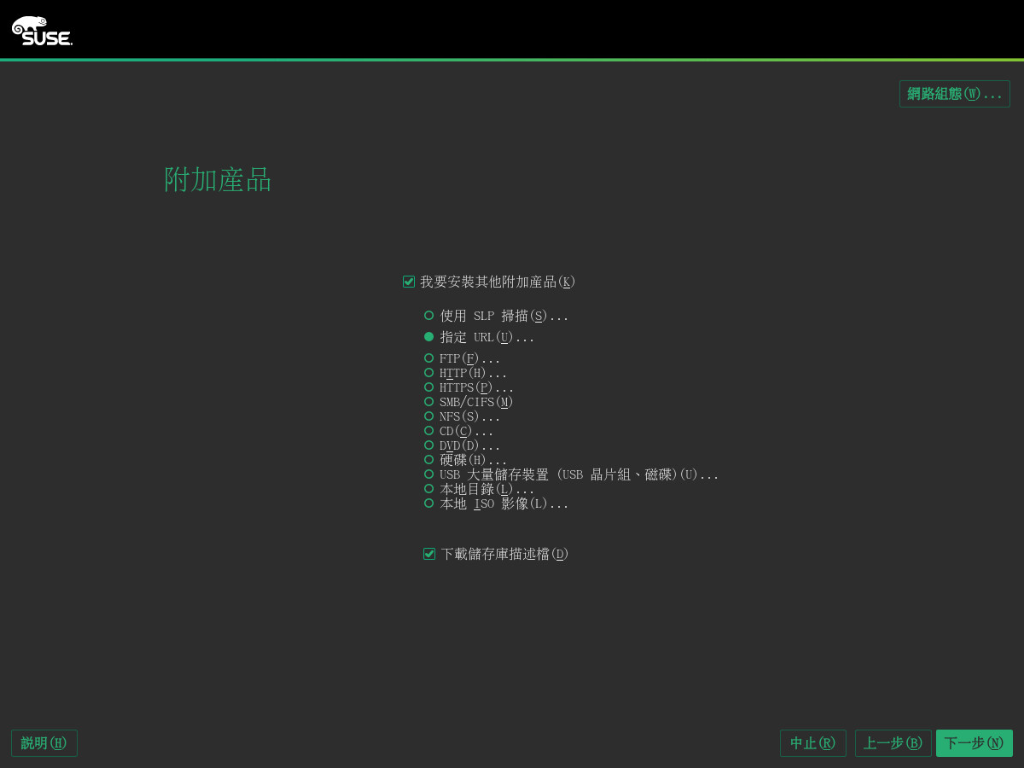 SUSE.
網路組態(W)...
附加産品
我要安裝其他附加産品(K)
使用 SLP 掃描(S)...
指定 URL(U)...
FTP(F)...
HTTP(H)...
HTTPS(P)...
SMB/CIFS(M)
NFS(S)...
CD(C)...
DVD(D)...
硬碟(H)...
USB 大量儲存裝置 (USB 晶片組、磁碟)(U)...
本地目錄(L)...
本地 ISO 影像(L)...
下載儲存庫描述檔(D)
説明(H)
中止(R)
上一步(B)
下一步(N)